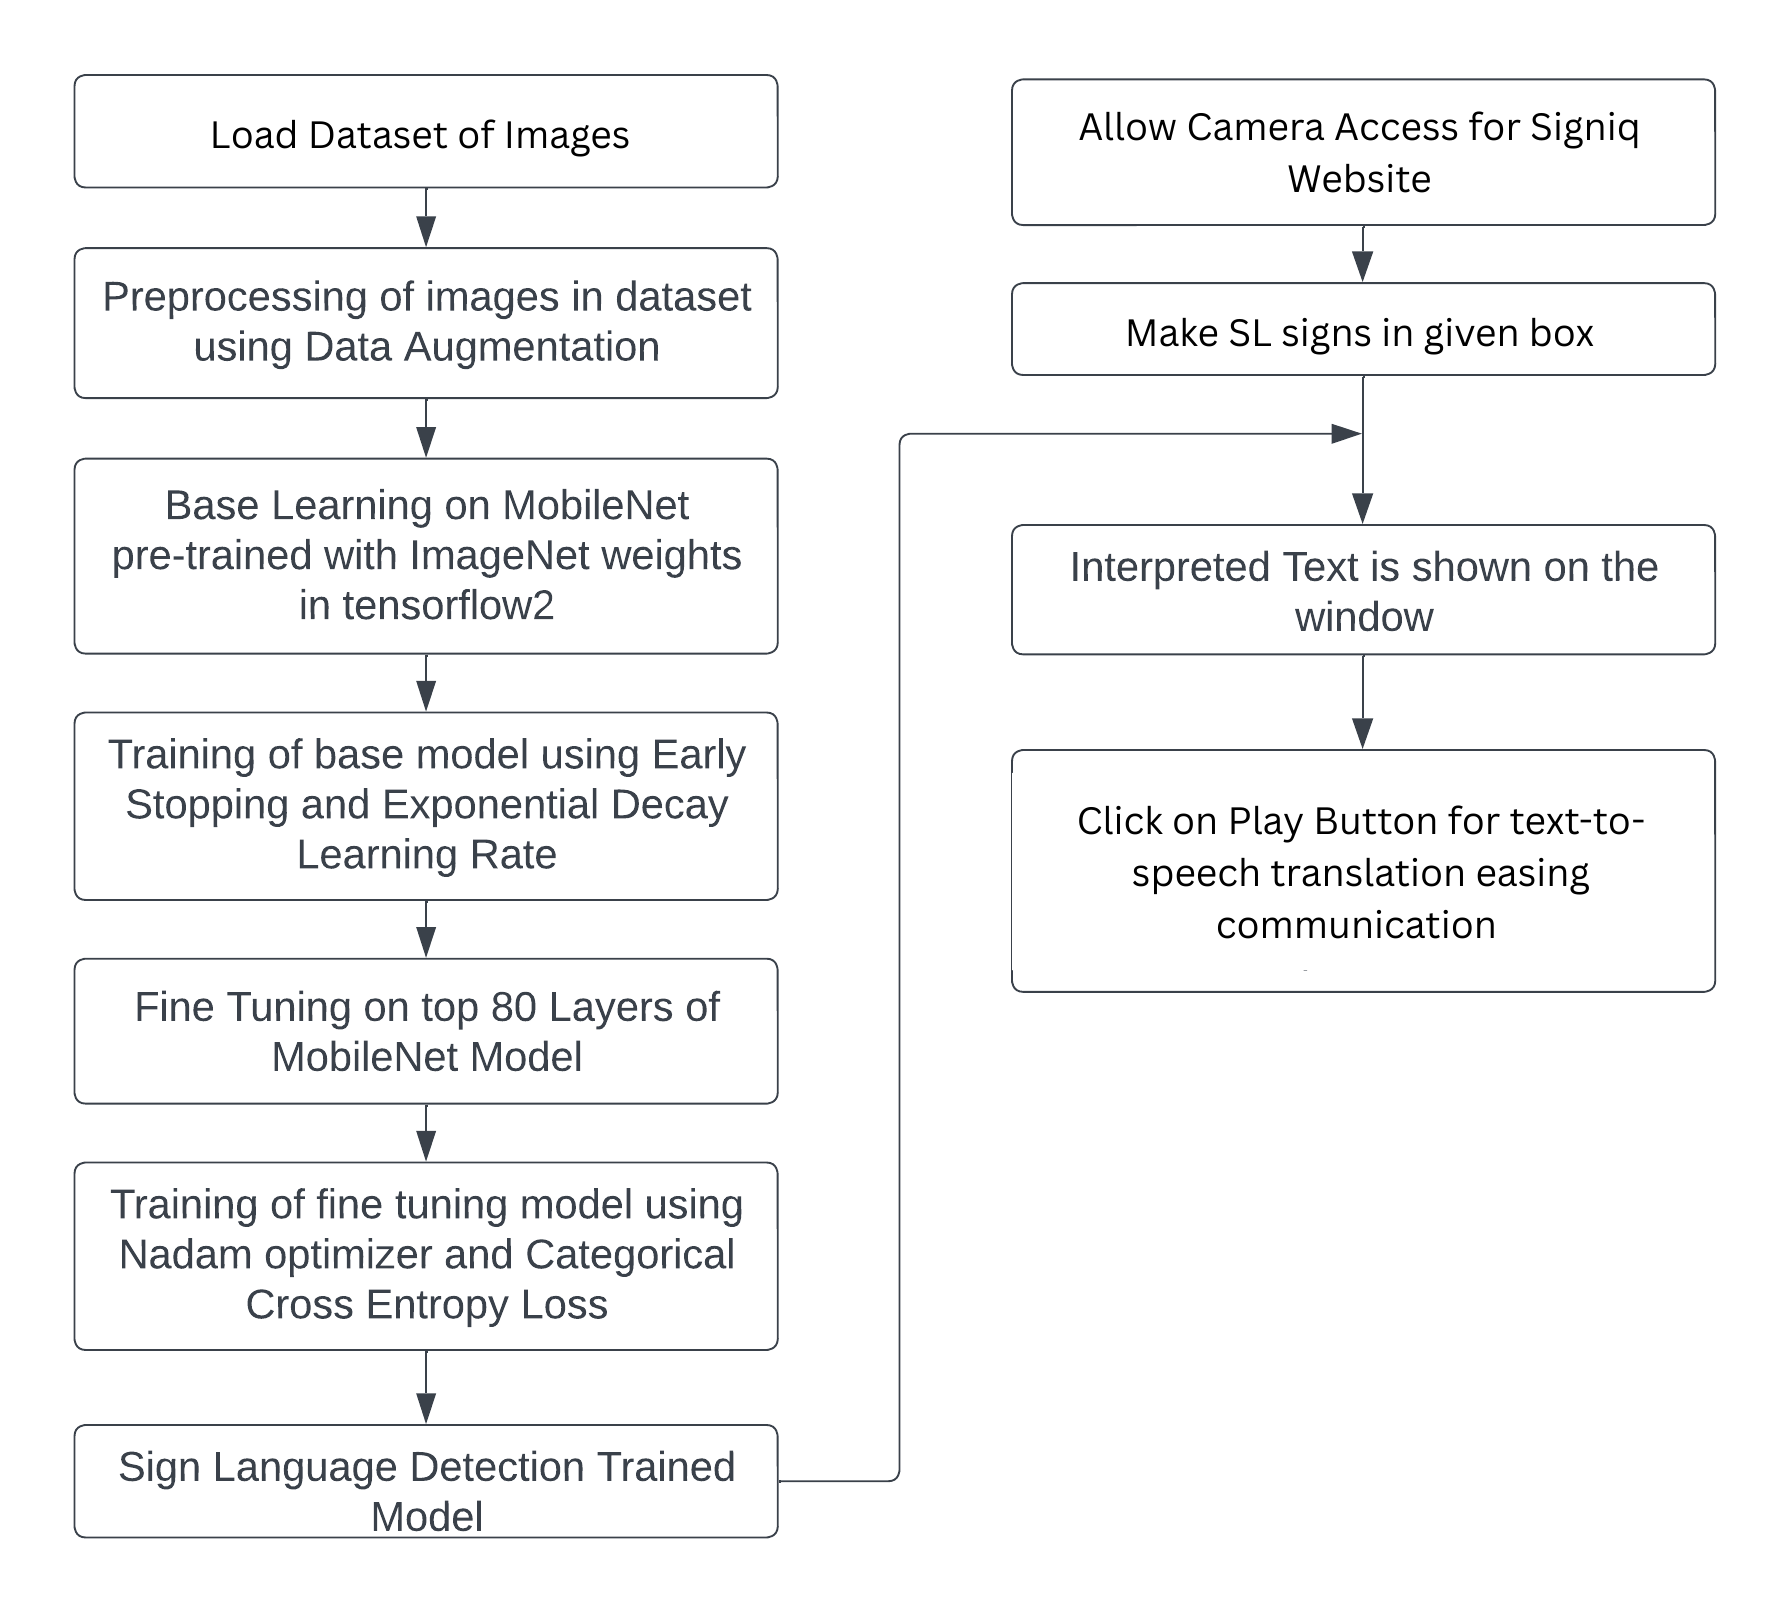 Load Dataset of Images
Preprocessing of images in dataset
using Data Augmentation
Base Learning on MobileNet
pre-trained with ImageNet weights
in tensorflow2
Training of base model using Early
Stopping and Exponential Decay
Learning Rate
Fine Tuning on top 80 Layers of
MobileNet Model
Training of fine tuning model using
Nadam optimizer and Categorical
Cross Entropy Loss
Sign Language Detection Trained
Model
Allow Camera Access for Signiq
Website
Make SL signs in given box
Interpreted Text is shown on the
window
Click on Play Button for text-to-
speech translation easing
communication